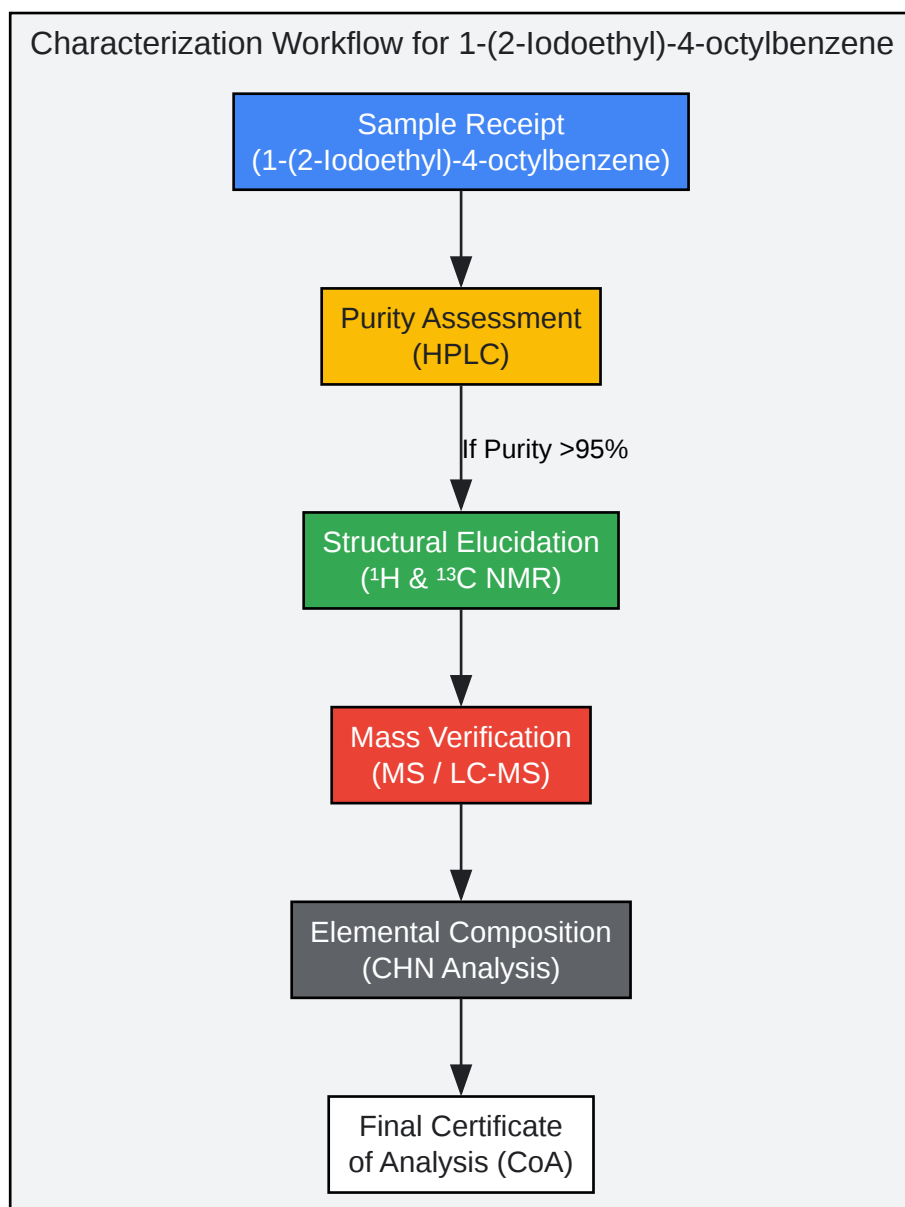 Characterization Workflow for 1-(2-Iodoethyl)-4-octylbenzene
Sample Receipt
(1-(2-Iodoethyl)-4-octylbenzene)
Purity Assessment
(HPLC)
If Purity >95%
Structural Elucidation
(¹H & ¹³C NMR)
Mass Verification
(MS / LC-MS)
Elemental Composition
(CHN Analysis)
Final Certificate
of Analysis (CoA)